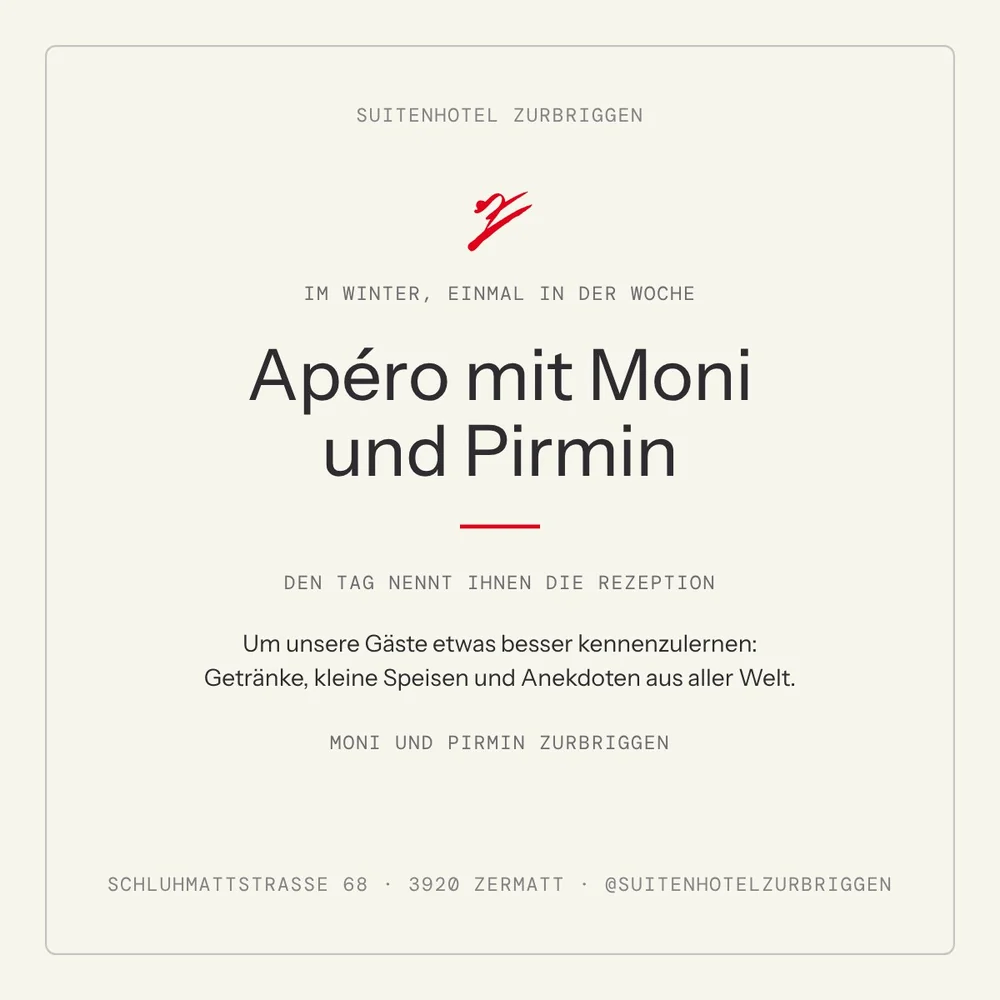 SUITENHOTEL ZURBRIGGEN
IM WINTER, EINMAL IN DER WOCHE
Apéro mit Moni
und Pirmin
DEN TAG NENNT IHNEN DIE REZEPTION
Um unsere Gäste etwas besser kennenzulernen:
Getränke, kleine Speisen und Anekdoten aus aller Welt.
MONI UND PIRMIN ZURBRIGGEN
SCHLUHMATTSTRASSE 68 · 3920 ZERMATT · @SUITENHOTELZURBRIGGEN